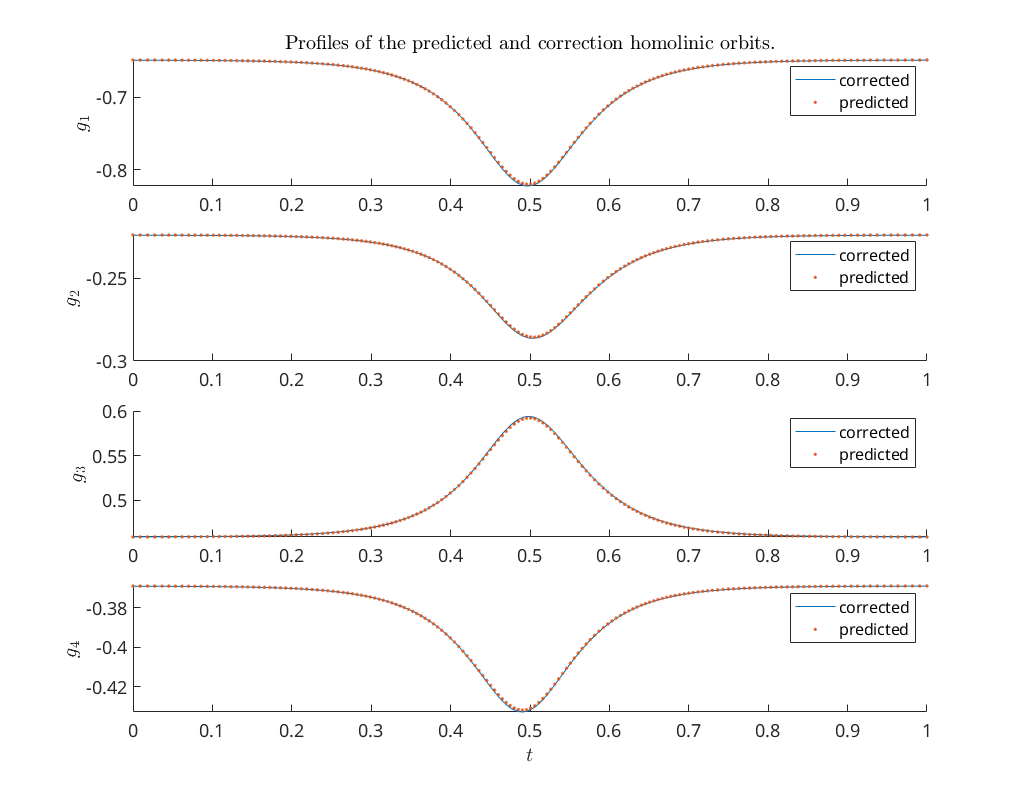 Profiles of the predicted and correction homolinic orbits.
-0.7
-0.8
g1
corrected
predicted
0 0.1 0.2 0.3 0.4 0.5 0.6 0.7 0.8 0.9 1
-0.25
-0.3
g2
corrected
predicted
0 0.1 0.2 0.3 0.4 0.5 0.6 0.7 0.8 0.9 1
0.6
0.55
0.5
g3
corrected
predicted
0 0.1 0.2 0.3 0.4 0.5 0.6 0.7 0.8 0.9 1
-0.38
-0.4
-0.42
g4
corrected
predicted
0 0.1 0.2 0.3 0.4 0.5 0.6 0.7 0.8 0.9 1
t